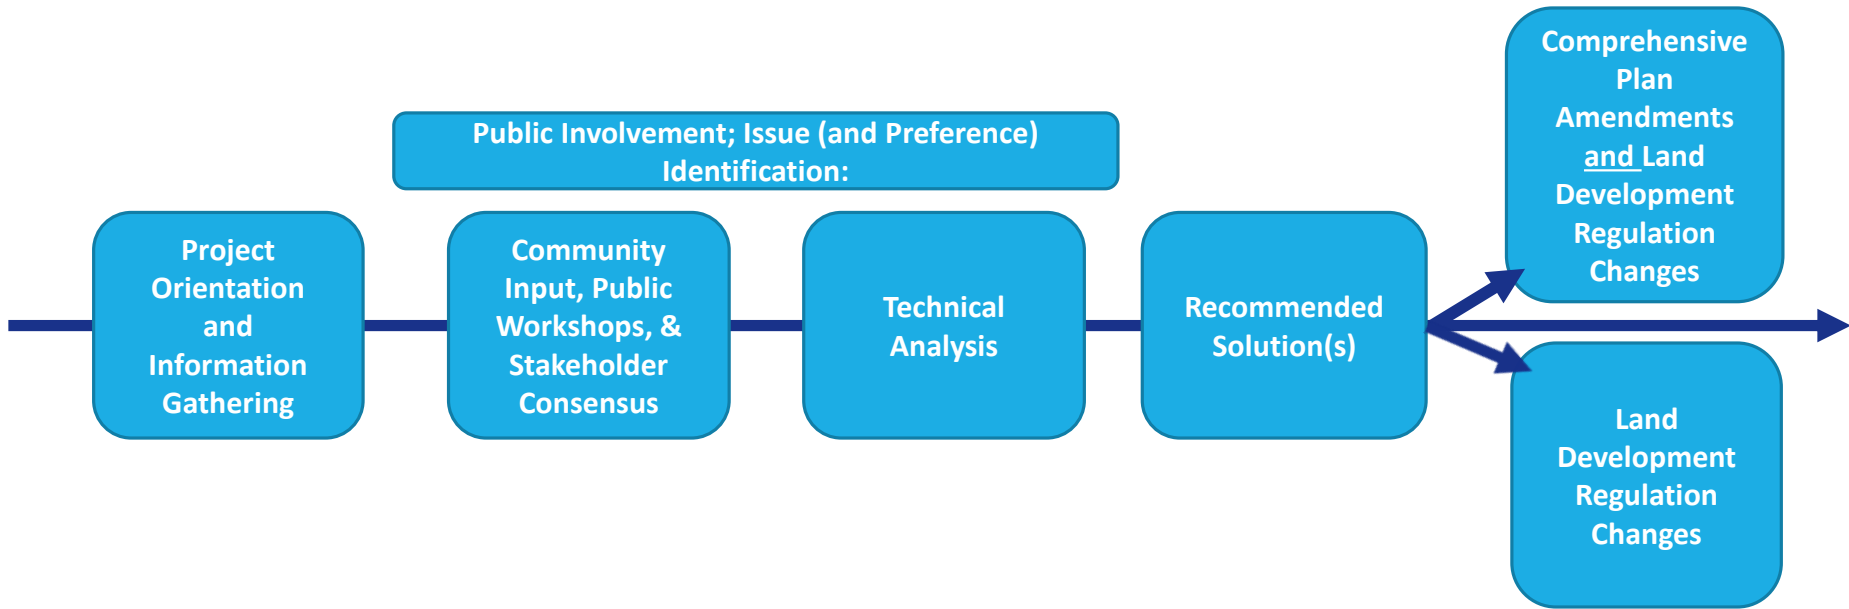 Public Involvement; Issue (and Preference)
Identification:
Project
Orientation
and
Information
Gathering
Community
Input, Public
Workshops, &
Stakeholder
Consensus
Technical
Analysis
Recommended
Solution(s)
Comprehensive
Plan
Amendments
and Land
Development
Regulation
Changes
Land
Development
Regulation
Changes